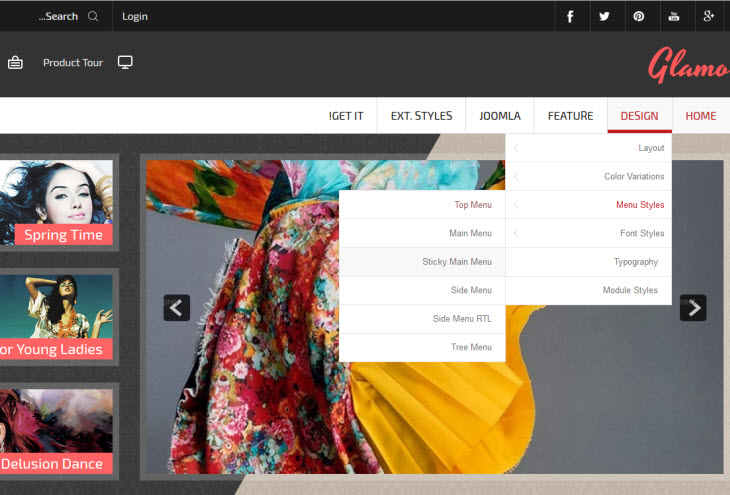 ...Search
Login
Product Tour
Glamo
!GET IT
EXT. STYLES
JOOMLA
FEATURE
DESIGN
HOME
Layout
Color Variations
Menu Styles
Font Styles
Typography
Module Styles
Top Menu
Main Menu
Sticky Main Menu
Side Menu
Side Menu RTL
Tree Menu
Spring Time
or Young Ladies
Delusion Dance